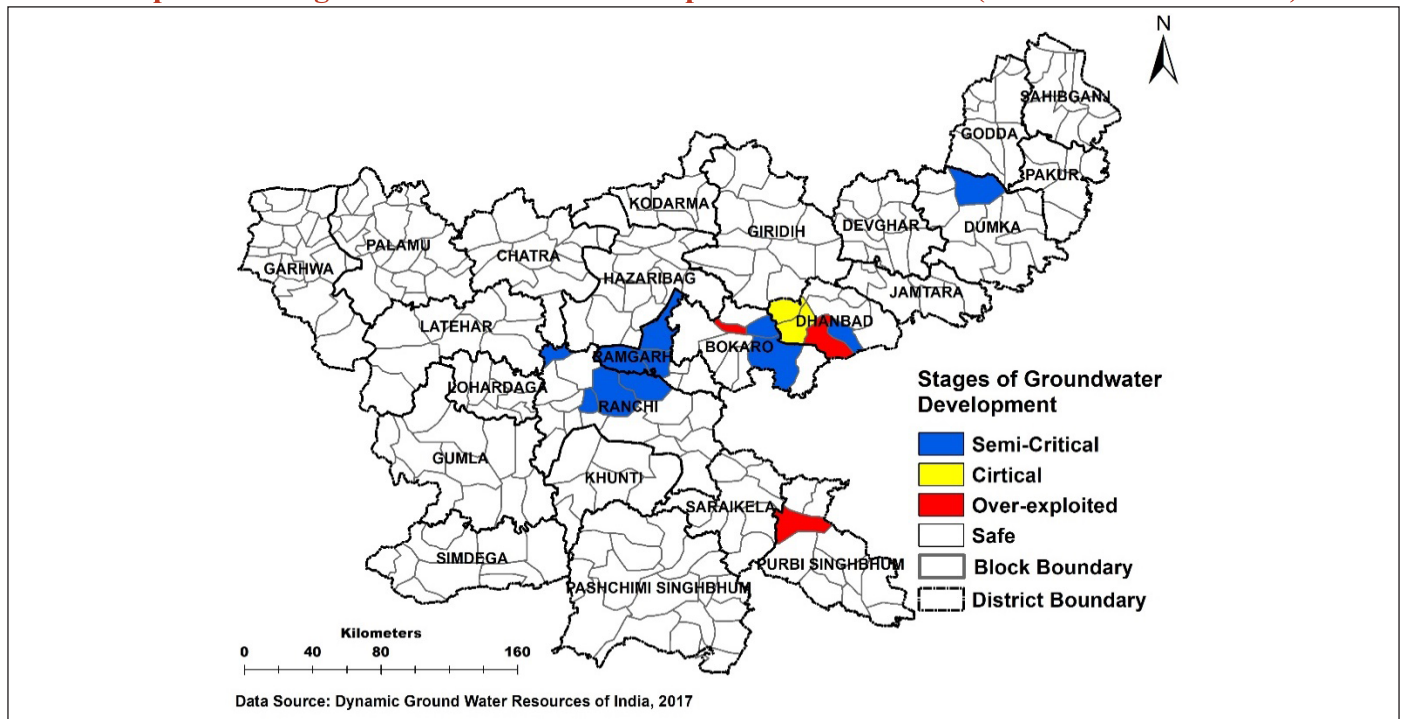 N
SAHIBGANJ
GODDA
PAKUR
KODARMA
DEVGHAR
DUMKA
GIRIDIH
PALAMU
CHATRA
GARHWA
HAZARIBAG
JAMTARA
LATEHAR
DHANBAD
BOKARO
RAMGARH
LOHARDAGA
RANCHI
GUMLA
KHUNTI
SARAIKELA
SIMDEGA
PURBI SINGHBHUM
PASHCHIMI SINGHBHUM
Stages of Groundwater
Development
Semi-Critical
Cirtical
Over-exploited
Safe
Block Boundary
District Boundary
Kilometers
0 40 80 160
Data Source: Dynamic Ground Water Resources of India, 2017